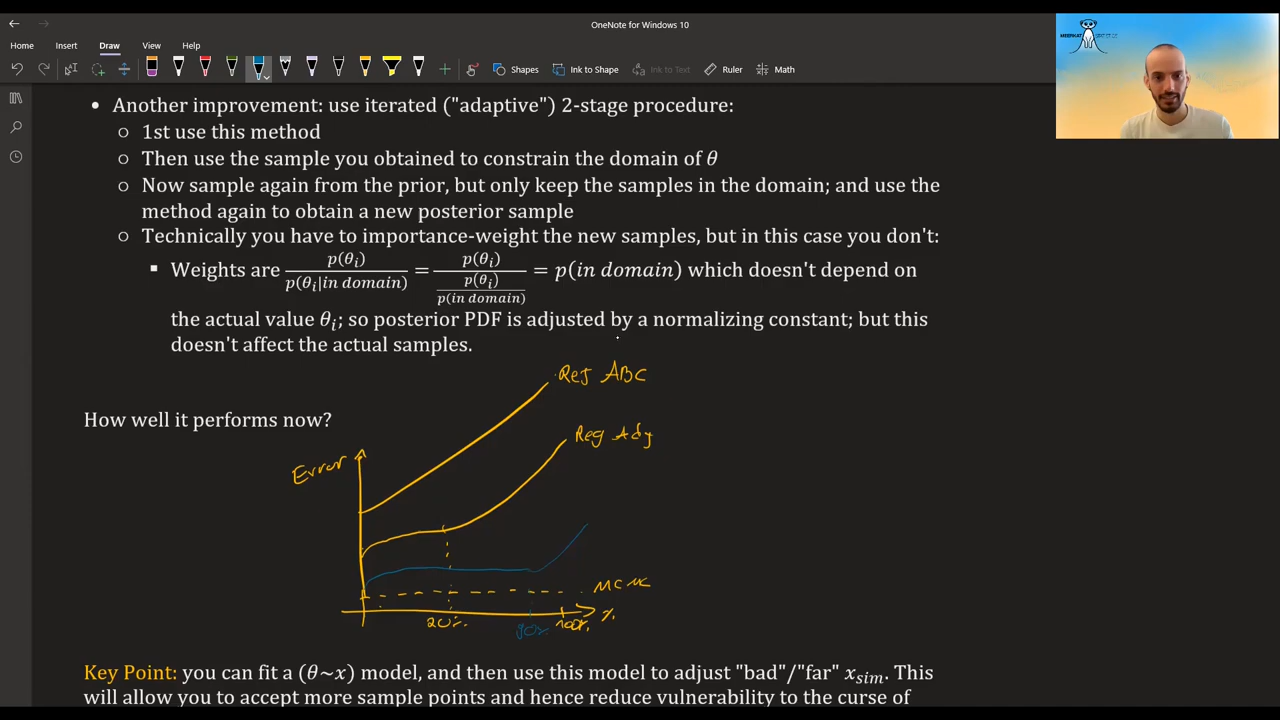 OneNote for Windows 10
Home Insert Draw View Help
Shapes Ink to Shape Ink to Text Ruler Math
MEERKAT
• Another improvement: use iterated ("adaptive") 2-stage procedure:
○ 1st use this method
○ Then use the sample you obtained to constrain the domain of θ
○ Now sample again from the prior, but only keep the samples in the domain; and use the
method again to obtain a new posterior sample
○ Technically you have to importance-weight the new samples, but in this case you don't:
▪ Weights are p(θᵢ)/p(θᵢ|in domain) = p(θᵢ)/(p(θᵢ)/p(in domain)) = p(in domain) which doesn't depend on
the actual value θᵢ; so posterior PDF is adjusted by a normalizing constant; but this
doesn't affect the actual samples.
Rej ABC
How well it performs now?
Reg Adj
Error
MCMC
20%. 90% 100%. %.
Key Point: you can fit a (θ~x) model, and then use this model to adjust "bad"/"far" x_sim. This
will allow you to accept more sample points and hence reduce vulnerability to the curse of